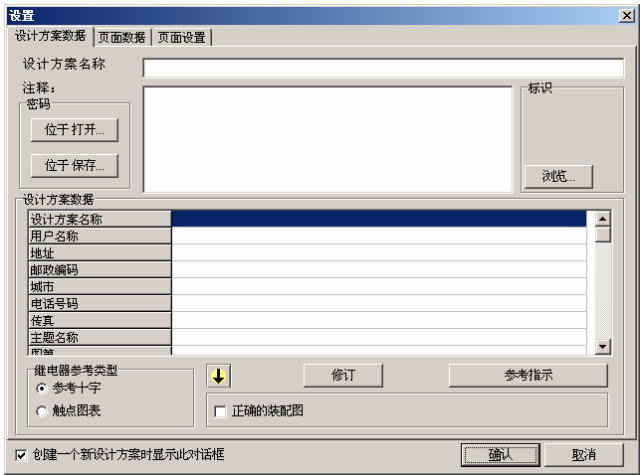 设置
设计方案数据 页面数据 页面设置
设计方案名称
注释：
密码
标识
位于 打开...
位于 保存...
浏览...
设计方案数据
设计方案名称
用户名称
地址
邮政编码
城市
电话号码
传真
主题名称
继电器参考类型
参考十字
触点图表
修订
参考指示
正确的装配图
创建一个新设计方案时显示此对话框
确认
取消